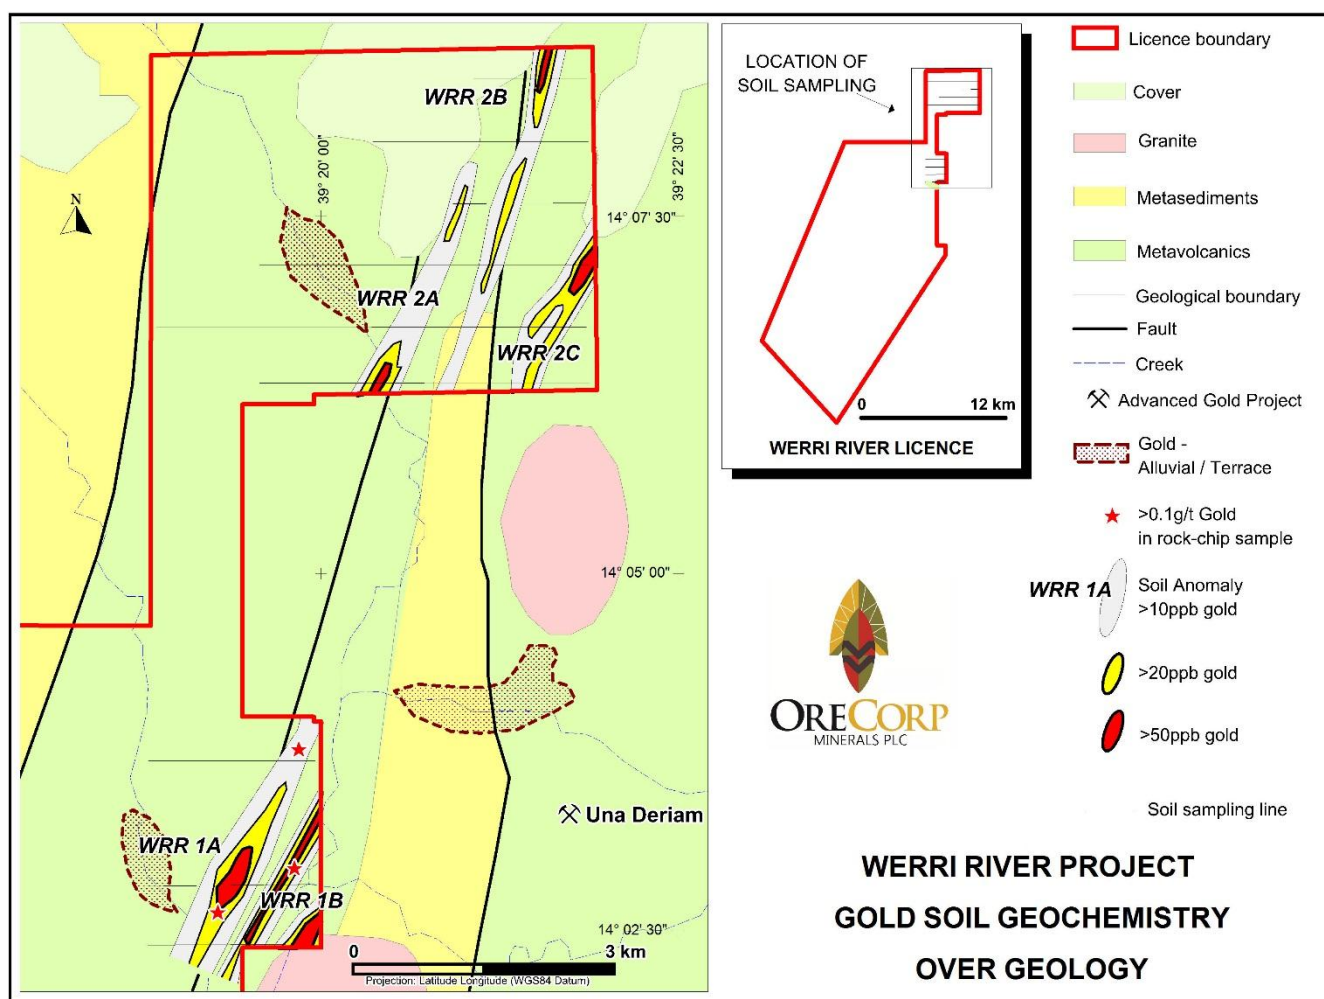 WRR 2B
39° 20' 00"
39° 22' 30"
N
14° 07' 30"
WRR 2A
WRR 2C
14° 05' 00"
Una Deriam
WRR 1A
WRR 1B
14° 02' 30"
0 3 km
Projection: Latitude Longitude (WGS84 Datum)
LOCATION OF
SOIL SAMPLING
0 12 km
WERRI RIVER LICENCE
ORECORP
MINERALS PLC
Licence boundary
Cover
Granite
Metasediments
Metavolcanics
Geological boundary
Fault
Creek
Advanced Gold Project
Gold -
Alluvial / Terrace
>0.1g/t Gold
in rock-chip sample
WRR 1A Soil Anomaly
>10ppb gold
>20ppb gold
>50ppb gold
Soil sampling line
WERRI RIVER PROJECT
GOLD SOIL GEOCHEMISTRY
OVER GEOLOGY